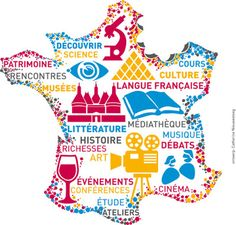 DÉCOUVRIR
SCIENCE
PATRIMOINE
RENCONTRES
MUSÉES
COURS
CULTURE
LANGUE FRANÇAISE
LITTÉRATURE
MÉDIATHÈQUE
HISTOIRE
RICHESSES
ART
MUSIQUE
DÉBATS
ÉVÉNEMENTS
CONFÉRENCES
CINÉMA
ÉTUDE
ATELIERS